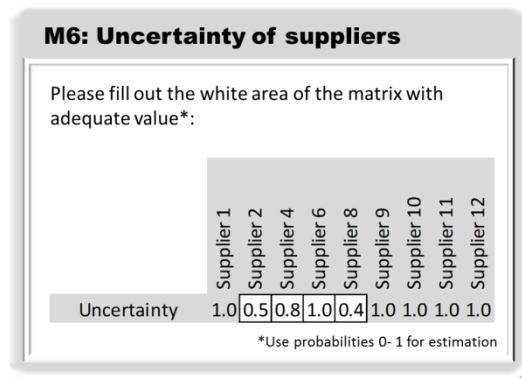 M6: Uncertainty of suppliers
Please fill out the white area of the matrix with
adequate value*:
Supplier 1
Supplier 2
Supplier 4
Supplier 6
Supplier 8
Supplier 9
Supplier 10
Supplier 11
Supplier 12
Uncertainty 1.0 0.5 0.8 1.0 0.4 1.0 1.0 1.0 1.0
*Use probabilities 0- 1 for estimation